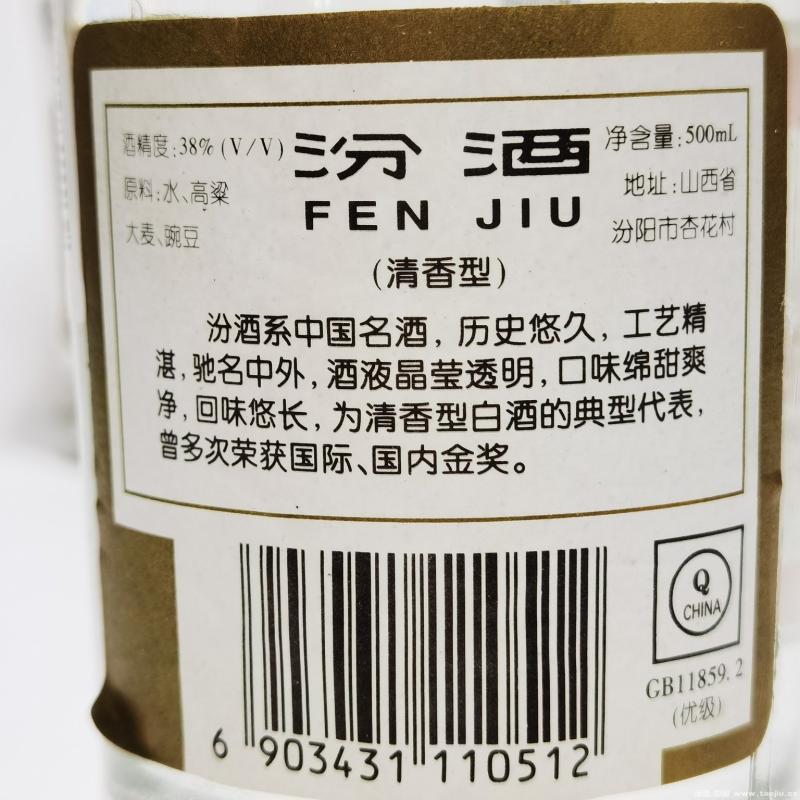 酒精度:38%(V/V)
原料:水、高粱
大麦、豌豆
汾酒
FEN JIU
(清香型)
净含量:500mL
地址:山西省
汾阳市杏花村
汾酒系中国名酒,历史悠久,工艺精
湛,驰名中外,酒液晶莹透明,口味绵甜爽
净,回味悠长,为清香型白酒的典型代表,
曾多次荣获国际、国内金奖。
Q
CHINA
GB11859.2
(优级)
6 903431 110512